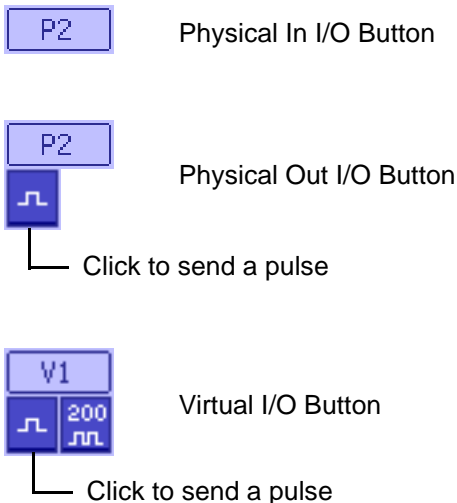 P2 Physical In I/O Button
P2
Physical Out I/O Button
Click to send a pulse
V1
200
Virtual I/O Button
Click to send a pulse